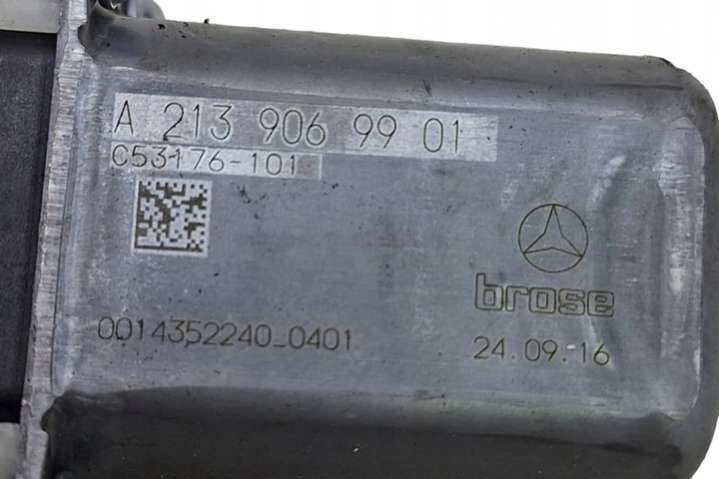 A 213 906 99 01
C53176-101
brose
0014352240_0401
24.09.16